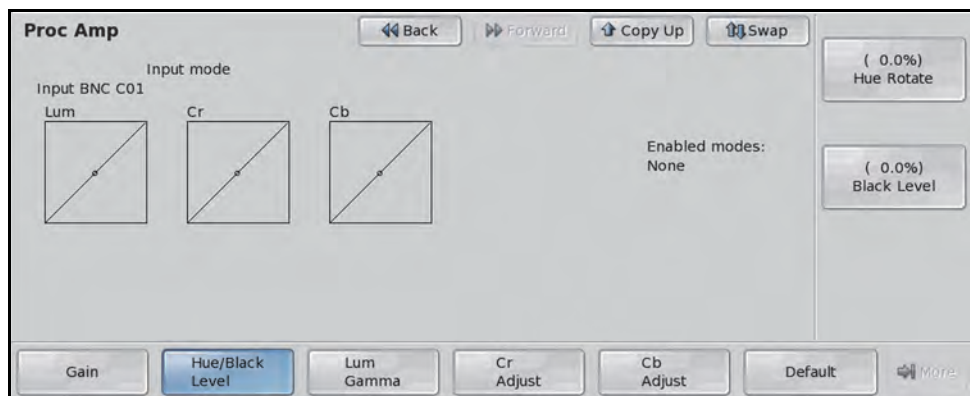 Proc Amp
Back
Forward
Copy Up
Swap
Input mode
Input BNC C01
Lum
Cr
Cb
Enabled modes:
None
( 0.0%)
Hue Rotate
( 0.0%)
Black Level
Gain
Hue/Black
Level
Lum
Gamma
Cr
Adjust
Cb
Adjust
Default
More